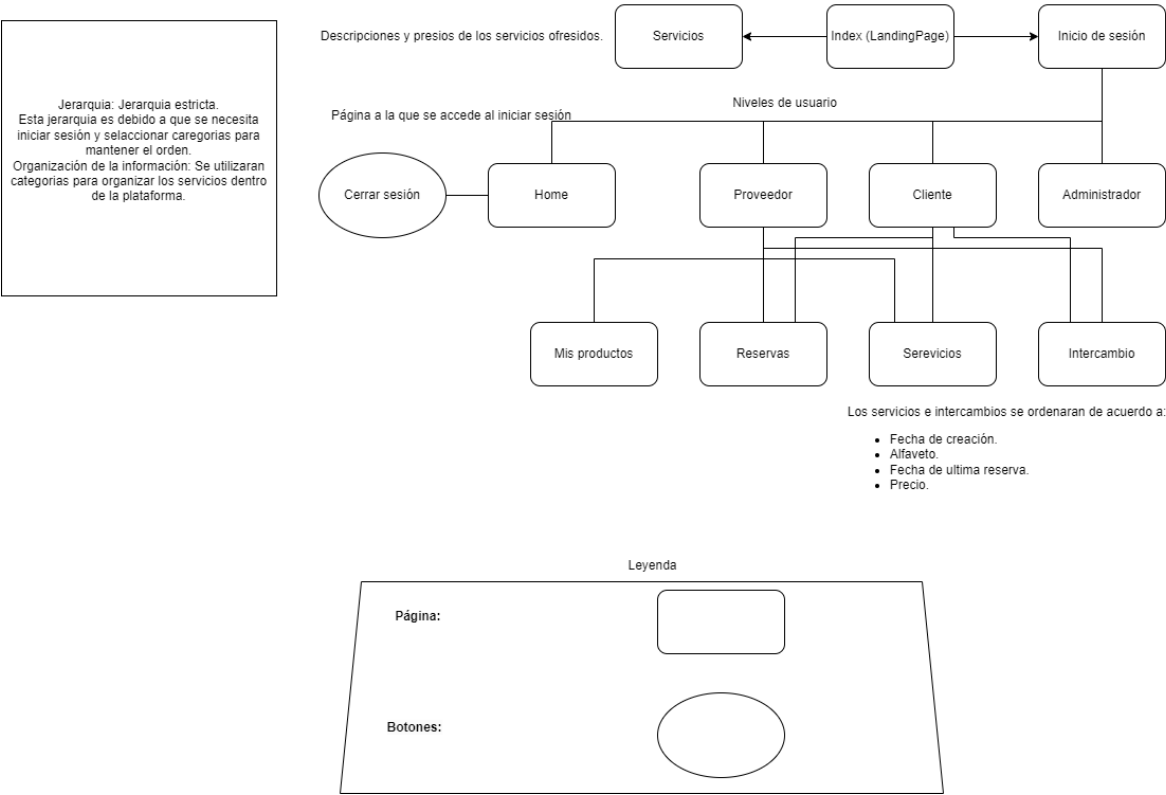 Descripciones y presios de los servicios ofresidos.
Servicios
Index (LandingPage)
Inicio de sesión
Jerarquia: Jerarquia estricta.
Esta jerarquia es debido a que se necesita
iniciar sesión y selaccionar caregorias para
mantener el orden.
Organización de la información: Se utilizaran
categorias para organizar los servicios dentro
de la plataforma.
Página a la que se accede al iniciar sesión
Niveles de usuario
Cerrar sesión
Home
Proveedor
Cliente
Administrador
Mis productos
Reservas
Serevicios
Intercambio
Los servicios e intercambios se ordenaran de acuerdo a:
• Fecha de creación.
• Alfaveto.
• Fecha de ultima reserva.
• Precio.
Leyenda
Página:
Botones: